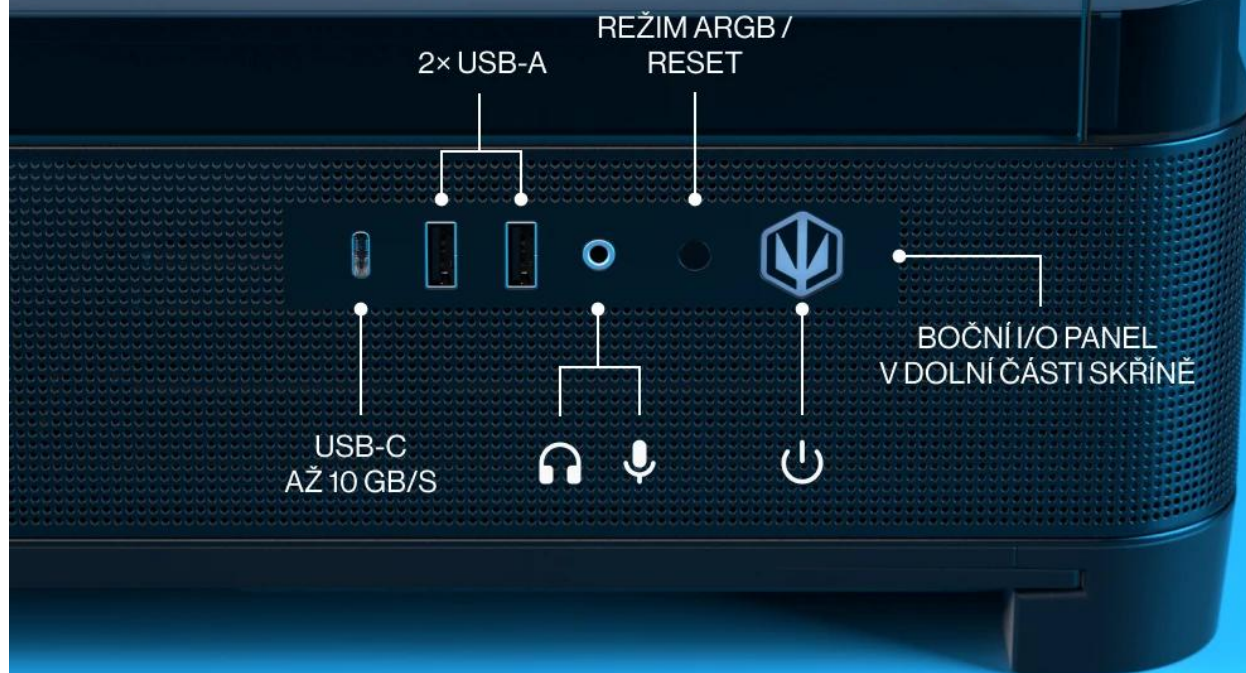 REŽIM ARGB /
RESET
2× USB-A
BOČNÍ I/O PANEL
V DOLNÍ ČÁSTI SKŘÍNĚ
USB-C
AŽ 10 GB/S